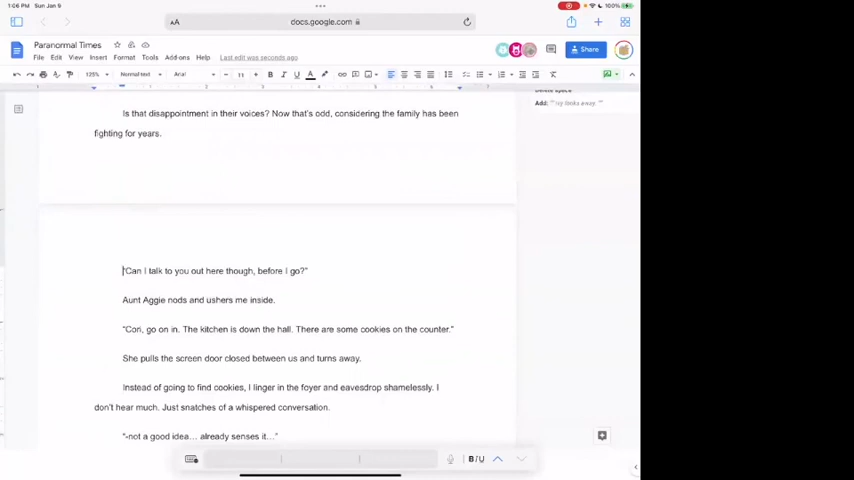 1:06 PM Sun Jan 9
100%
AA
docs.google.com
Paranormal Times
File Edit View Insert Format Tools Add-ons Help Last edit was seconds ago
Share
125% Normal text Arial 11 B I U A
Delete space
Add:
Is that disappointment in their voices? Now that's odd, considering the family has been
fighting for years.
"Can I talk to you out here though, before I go?"
Aunt Aggie nods and ushers me inside.
"Cori, go on in. The kitchen is down the hall. There are some cookies on the counter."
She pulls the screen door closed between us and turns away.
Instead of going to find cookies, I linger in the foyer and eavesdrop shamelessly. I
don't hear much. Just snatches of a whispered conversation.
"-not a good idea… already senses it…"
B I U